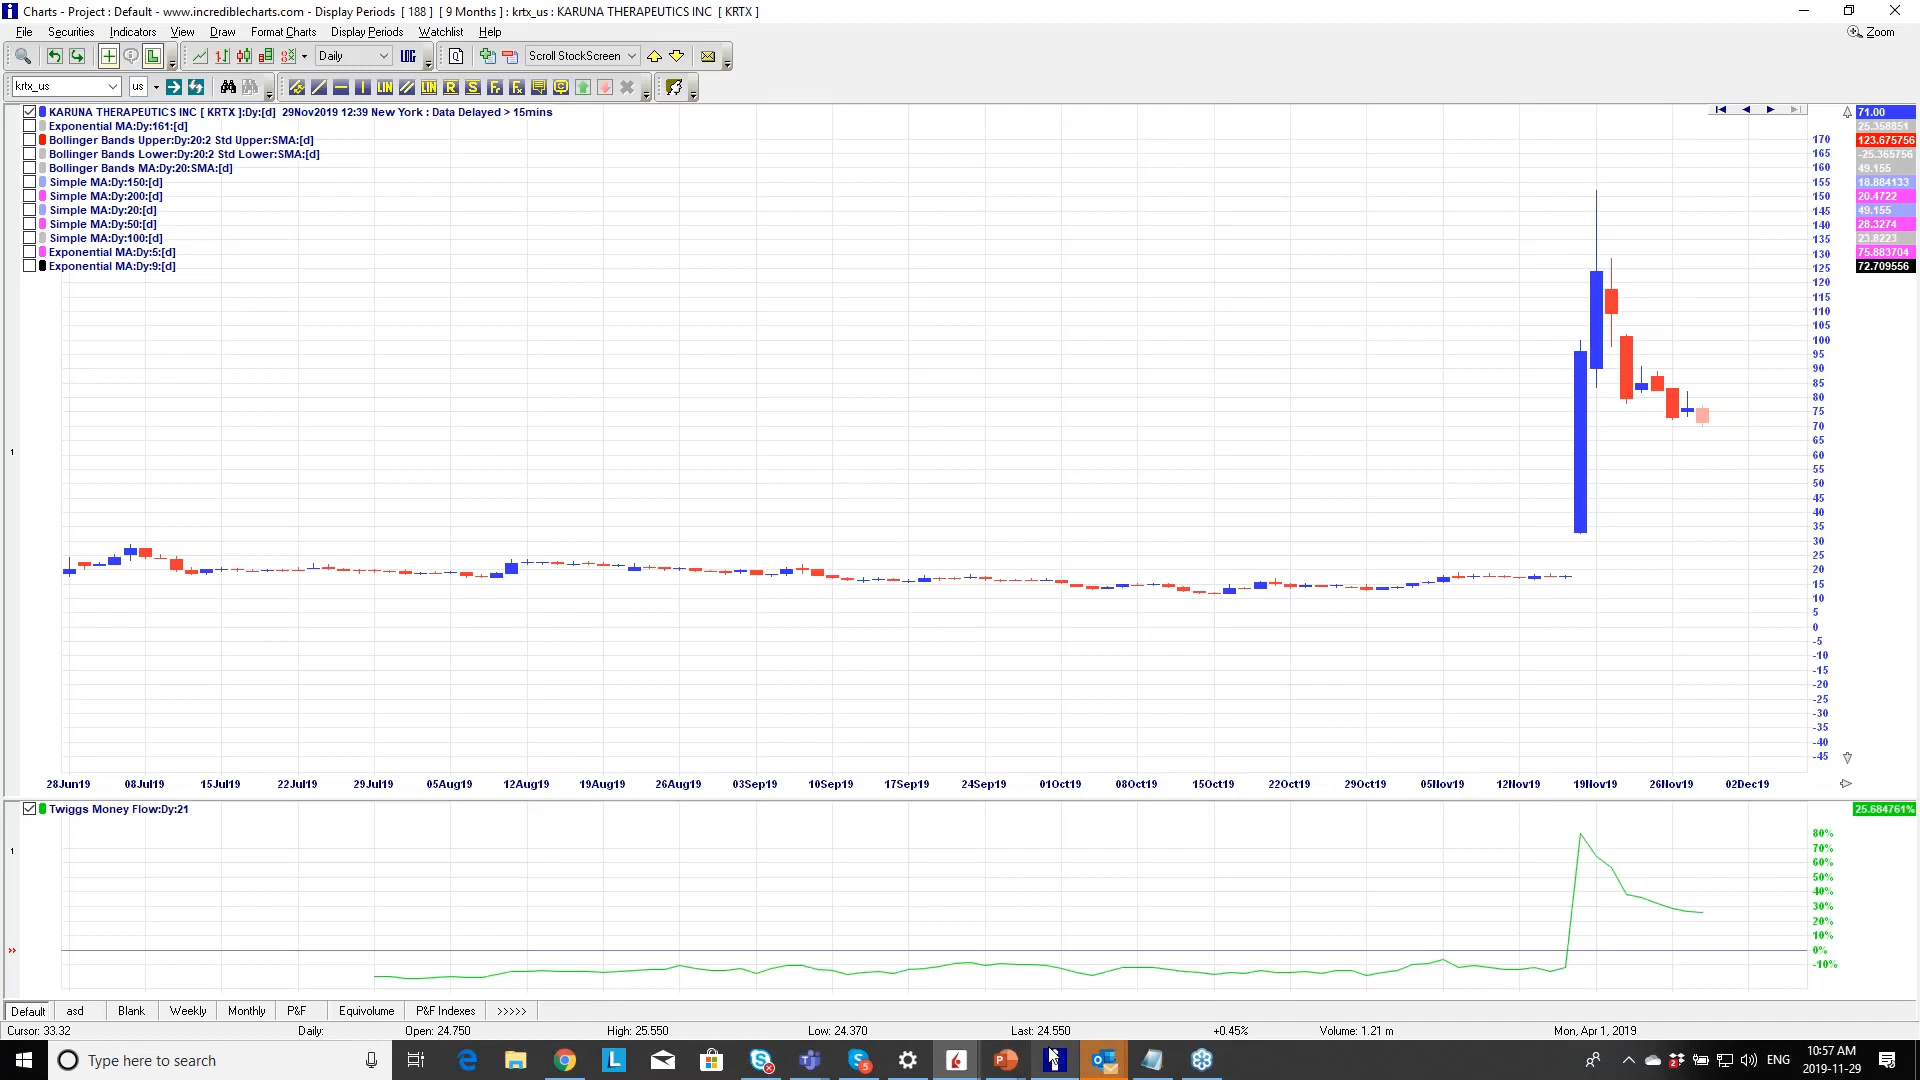 Charts - Project : Default - www.incrediblecharts.com - Display Periods [ 188 ] [ 9 Months ] : krtx_us : KARUNA THERAPEUTICS INC [ KRTX ]
File Securities Indicators View Draw Format Charts Display Periods Watchlist Help
Zoom
Daily Scroll StockScreen
krtx_us us LIN LIN R S
KARUNA THERAPEUTICS INC [ KRTX ]:Dy:[d] 29Nov2019 12:39 New York : Data Delayed > 15mins
71.00
Exponential MA:Dy:161:[d]
25.358851
Bollinger Bands Upper:Dy:20:2 Std Upper:SMA:[d]
123.675756
Bollinger Bands Lower:Dy:20:2 Std Lower:SMA:[d]
-25.365756
Bollinger Bands MA:Dy:20:SMA:[d]
49.155
Simple MA:Dy:150:[d]
18.884133
Simple MA:Dy:200:[d]
20.4722
Simple MA:Dy:20:[d]
49.155
Simple MA:Dy:50:[d]
28.3274
Simple MA:Dy:100:[d]
23.8223
Exponential MA:Dy:5:[d]
75.883704
Exponential MA:Dy:9:[d]
72.709556
170
165
160
155
150
145
140
135
130
125
120
115
110
105
100
95
90
85
80
75
70
65
60
55
50
45
40
35
30
25
20
15
10
5
0
-5
-10
-15
-20
-25
-30
-35
-40
-45
1
28Jun19 08Jul19 15Jul19 22Jul19 29Jul19 05Aug19 12Aug19 19Aug19 26Aug19 03Sep19 10Sep19 17Sep19 24Sep19 01Oct19 08Oct19 15Oct19 22Oct19 29Oct19 05Nov19 12Nov19 19Nov19 26Nov19 02Dec19
Twiggs Money Flow:Dy:21
25.684761%
80%
70%
60%
50%
40%
30%
20%
10%
0%
-10%
1
Default asd Blank Weekly Monthly P&F Equivolume P&F Indexes >>>>>
Cursor: 33.32 Daily: Open: 24.750 High: 25.550 Low: 24.370 Last: 24.550 +0.45% Volume: 1.21 m Mon, Apr 1, 2019
Type here to search
ENG
10:57 AM
2019-11-29